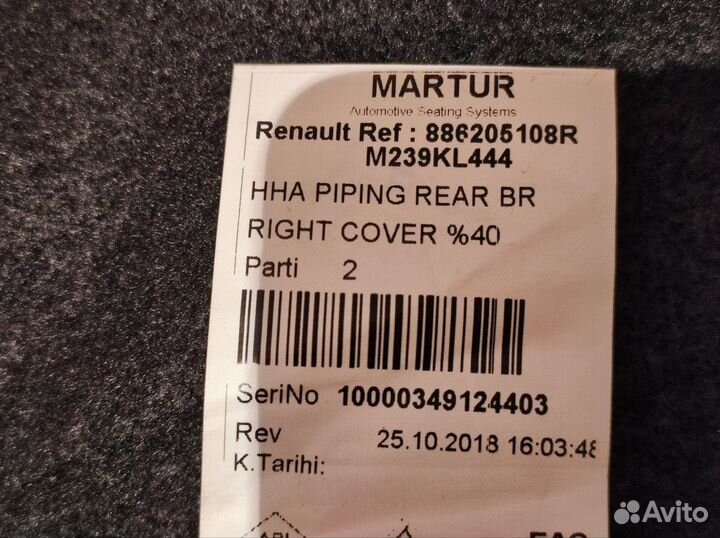 MARTUR
Automotive Seating Systems
Renault Ref : 886205108R
M239KL444
HHA PIPING REAR BR
RIGHT COVER %40
Parti 2
SeriNo 10000349124403
Rev 25.10.2018 16:03:48
K.Tarihi:
Avito